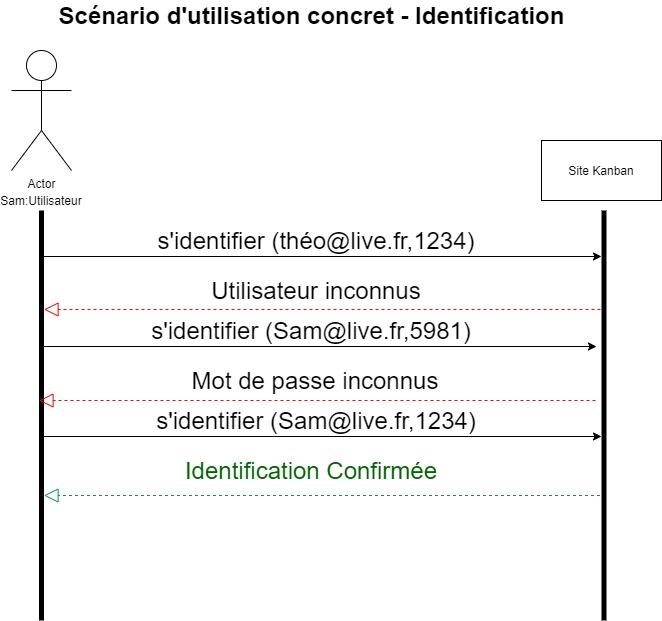 Scénario d'utilisation concret - Identification
Actor
Sam:Utilisateur
Site Kanban
s'identifier (théo@live.fr,1234)
Utilisateur inconnus
s'identifier (Sam@live.fr,5981)
Mot de passe inconnus
s'identifier (Sam@live.fr,1234)
Identification Confirmée